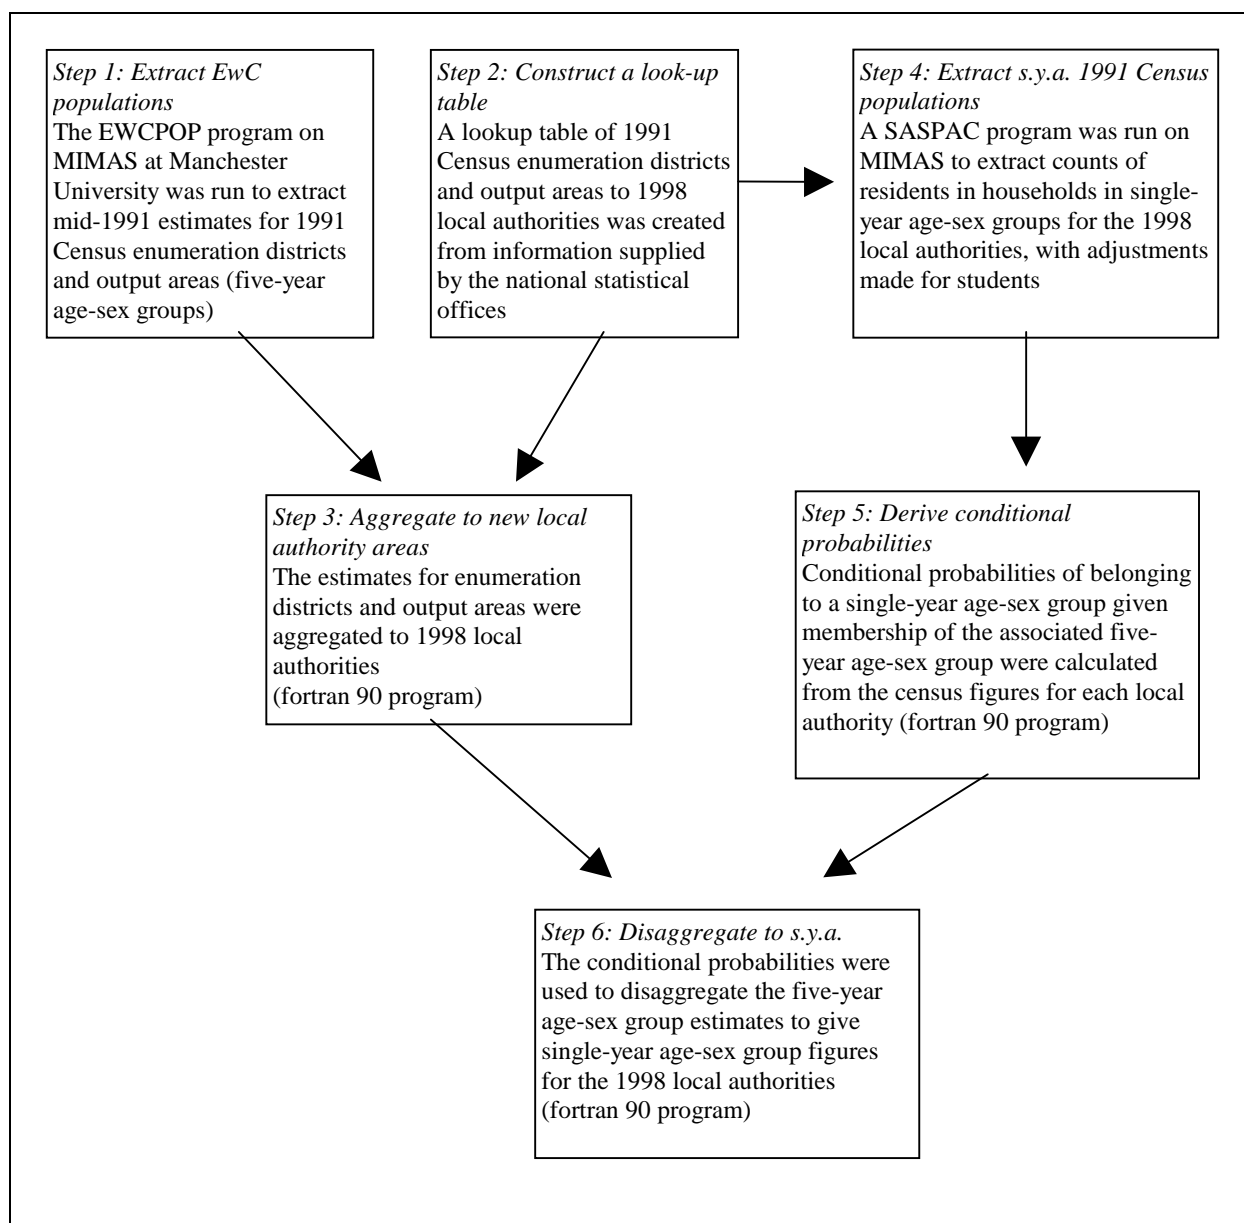 Step 1: Extract EwC
populations
The EWCPOP program on
MIMAS at Manchester
University was run to extract
mid-1991 estimates for 1991
Census enumeration districts
and output areas (five-year
age-sex groups)
Step 2: Construct a look-up
table
A lookup table of 1991
Census enumeration districts
and output areas to 1998
local authorities was created
from information supplied
by the national statistical
offices
Step 4: Extract s.y.a. 1991 Census
populations
A SASPAC program was run on
MIMAS to extract counts of
residents in households in single-
year age-sex groups for the 1998
local authorities, with adjustments
made for students
Step 3: Aggregate to new local
authority areas
The estimates for enumeration
districts and output areas were
aggregated to 1998 local
authorities
(fortran 90 program)
Step 5: Derive conditional
probabilities
Conditional probabilities of belonging
to a single-year age-sex group given
membership of the associated five-
year age-sex group were calculated
from the census figures for each local
authority (fortran 90 program)
Step 6: Disaggregate to s.y.a.
The conditional probabilities were
used to disaggregate the five-year
age-sex group estimates to give
single-year age-sex group figures
for the 1998 local authorities
(fortran 90 program)